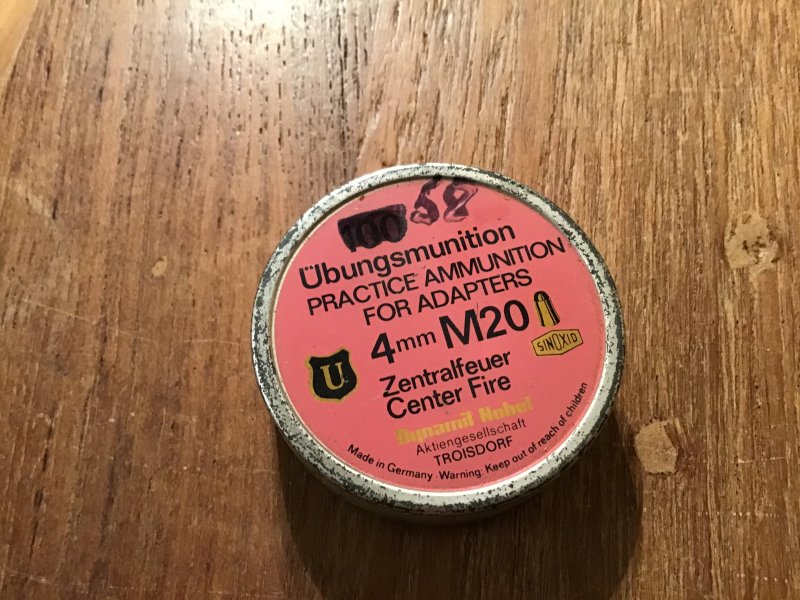 100 58
Übungsmunition
PRACTICE AMMUNITION
FOR ADAPTERS
4mm M20
SINOXID
U
Zentralfeuer
Center Fire
Dynamit Nobel
Aktiengesellschaft
TROISDORF
Made in Germany · Warning: Keep out of reach of children